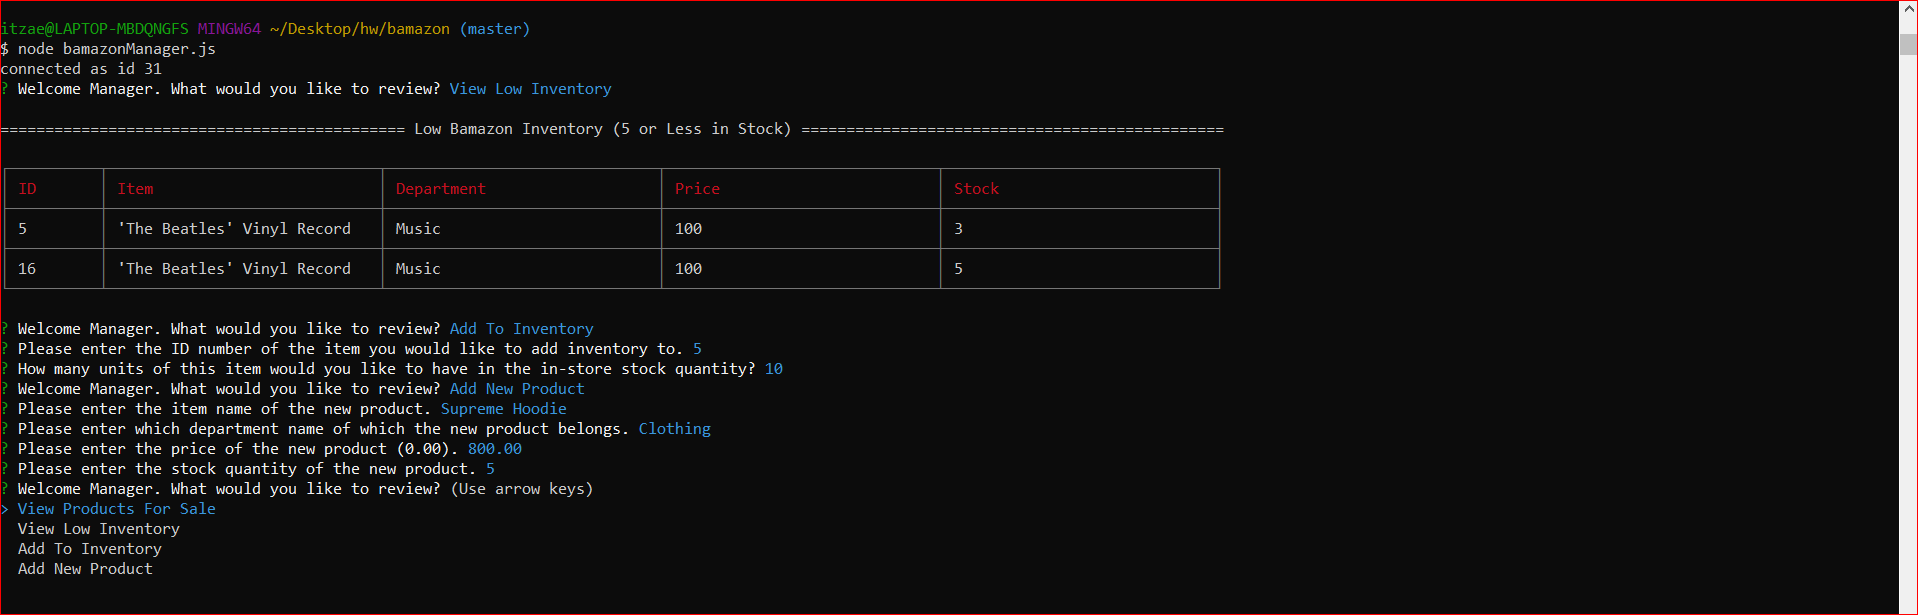 itzae@LAPTOP-MBDQNGFS MINGW64 ~/Desktop/hw/bamazon (master)
$ node bamazonManager.js
connected as id 31
? Welcome Manager. What would you like to review? View Low Inventory
============================================= Low Bamazon Inventory (5 or Less in Stock) ===============================================
ID Item Department Price Stock
5 'The Beatles' Vinyl Record Music 100 3
16 'The Beatles' Vinyl Record Music 100 5
? Welcome Manager. What would you like to review? Add To Inventory
? Please enter the ID number of the item you would like to add inventory to. 5
? How many units of this item would you like to have in the in-store stock quantity? 10
? Welcome Manager. What would you like to review? Add New Product
? Please enter the item name of the new product. Supreme Hoodie
? Please enter which department name of which the new product belongs. Clothing
? Please enter the price of the new product (0.00). 800.00
? Please enter the stock quantity of the new product. 5
? Welcome Manager. What would you like to review? (Use arrow keys)
> View Products For Sale
View Low Inventory
Add To Inventory
Add New Product